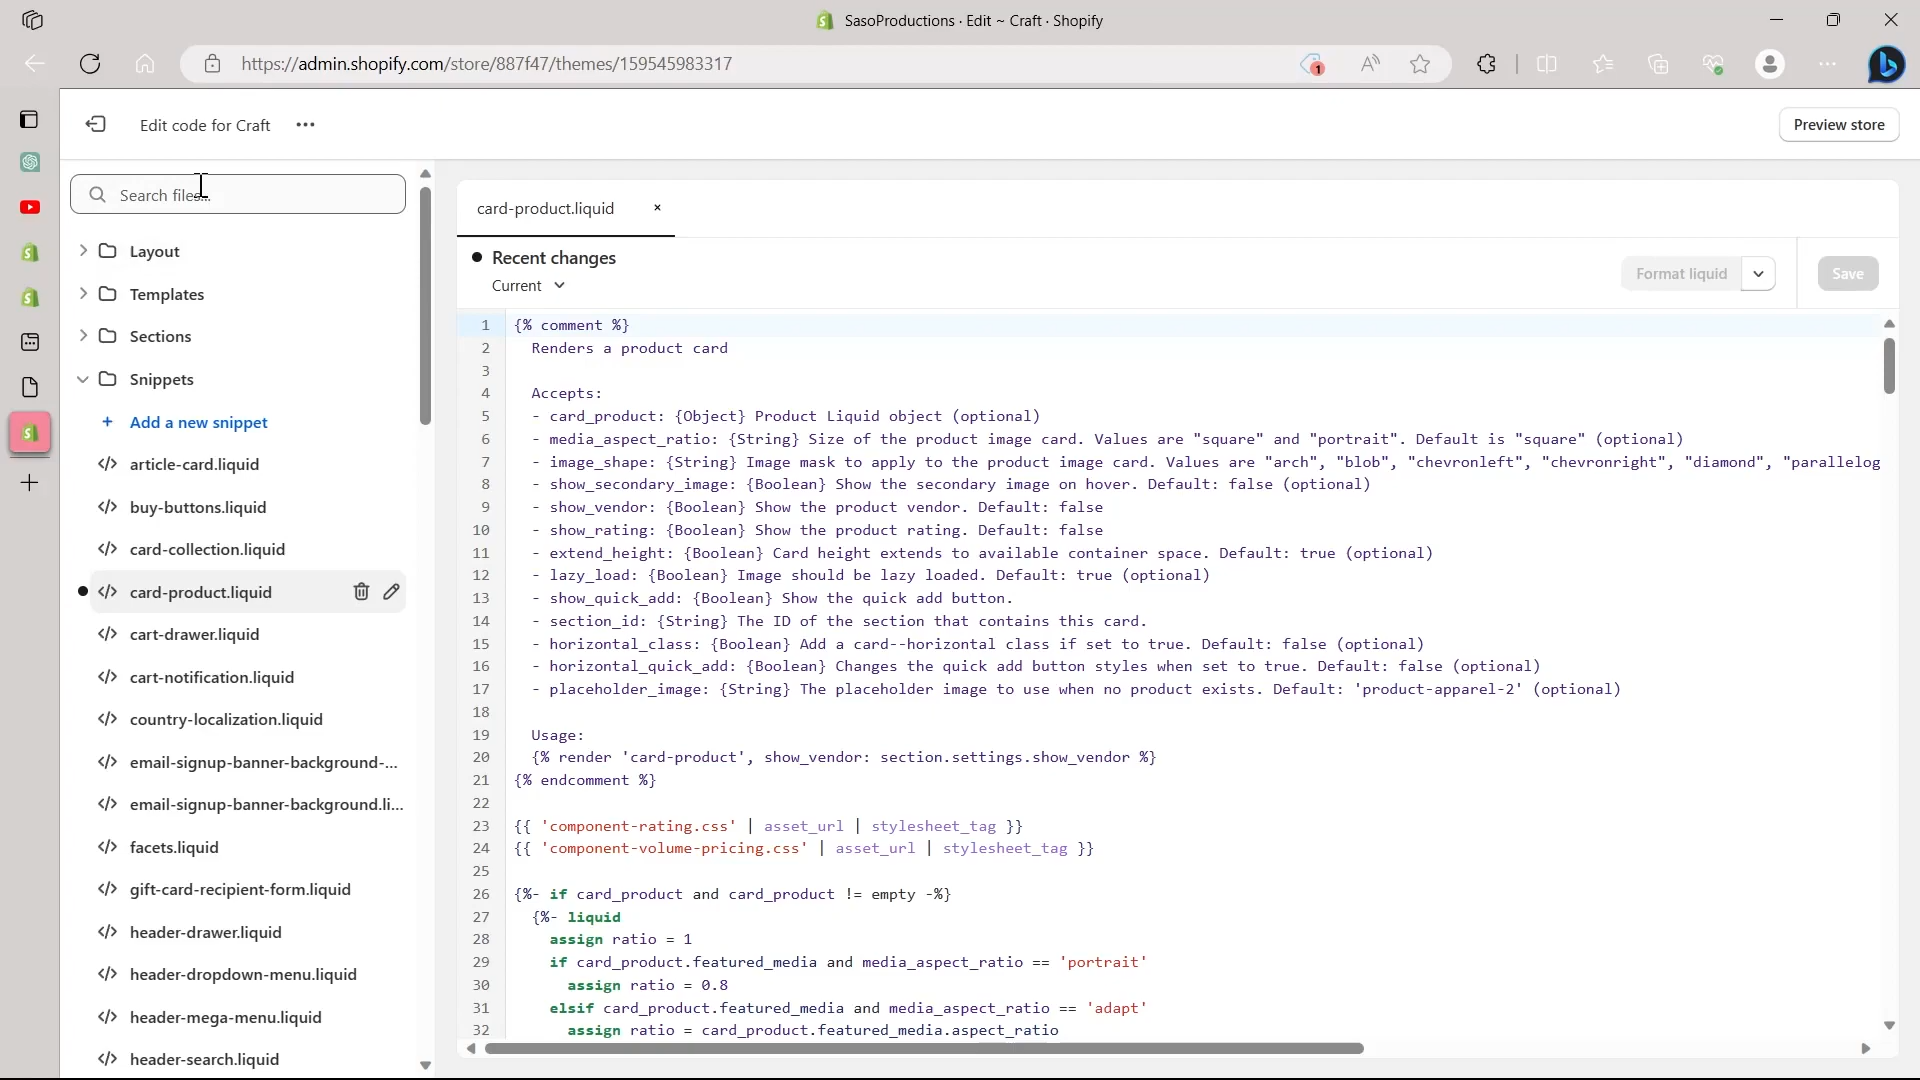 SasoProductions · Edit ~ Craft · Shopify
https://admin.shopify.com/store/887f47/themes/159545983317
1
Edit code for Craft
Preview store
Search files...
Layout
Templates
Sections
Snippets
Add a new snippet
article-card.liquid
buy-buttons.liquid
card-collection.liquid
card-product.liquid
cart-drawer.liquid
cart-notification.liquid
country-localization.liquid
email-signup-banner-background-...
email-signup-banner-background.li...
facets.liquid
gift-card-recipient-form.liquid
header-drawer.liquid
header-dropdown-menu.liquid
header-mega-menu.liquid
header-search.liquid
card-product.liquid
Recent changes
Current
Format liquid
Save
1 {% comment %}
2 Renders a product card
3
4 Accepts:
5 - card_product: {Object} Product Liquid object (optional)
6 - media_aspect_ratio: {String} Size of the product image card. Values are "square" and "portrait". Default is "square" (optional)
7 - image_shape: {String} Image mask to apply to the product image card. Values are "arch", "blob", "chevronleft", "chevronright", "diamond", "parallelog
8 - show_secondary_image: {Boolean} Show the secondary image on hover. Default: false (optional)
9 - show_vendor: {Boolean} Show the product vendor. Default: false
10 - show_rating: {Boolean} Show the product rating. Default: false
11 - extend_height: {Boolean} Card height extends to available container space. Default: true (optional)
12 - lazy_load: {Boolean} Image should be lazy loaded. Default: true (optional)
13 - show_quick_add: {Boolean} Show the quick add button.
14 - section_id: {String} The ID of the section that contains this card.
15 - horizontal_class: {Boolean} Add a card--horizontal class if set to true. Default: false (optional)
16 - horizontal_quick_add: {Boolean} Changes the quick add button styles when set to true. Default: false (optional)
17 - placeholder_image: {String} The placeholder image to use when no product exists. Default: 'product-apparel-2' (optional)
18
19 Usage:
20 {% render 'card-product', show_vendor: section.settings.show_vendor %}
21 {% endcomment %}
22
23 {{ 'component-rating.css' | asset_url | stylesheet_tag }}
24 {{ 'component-volume-pricing.css' | asset_url | stylesheet_tag }}
25
26 {%- if card_product and card_product != empty -%}
27 {%- liquid
28 assign ratio = 1
29 if card_product.featured_media and media_aspect_ratio == 'portrait'
30 assign ratio = 0.8
31 elsif card_product.featured_media and media_aspect_ratio == 'adapt'
32 assign ratio = card_product.featured_media.aspect_ratio